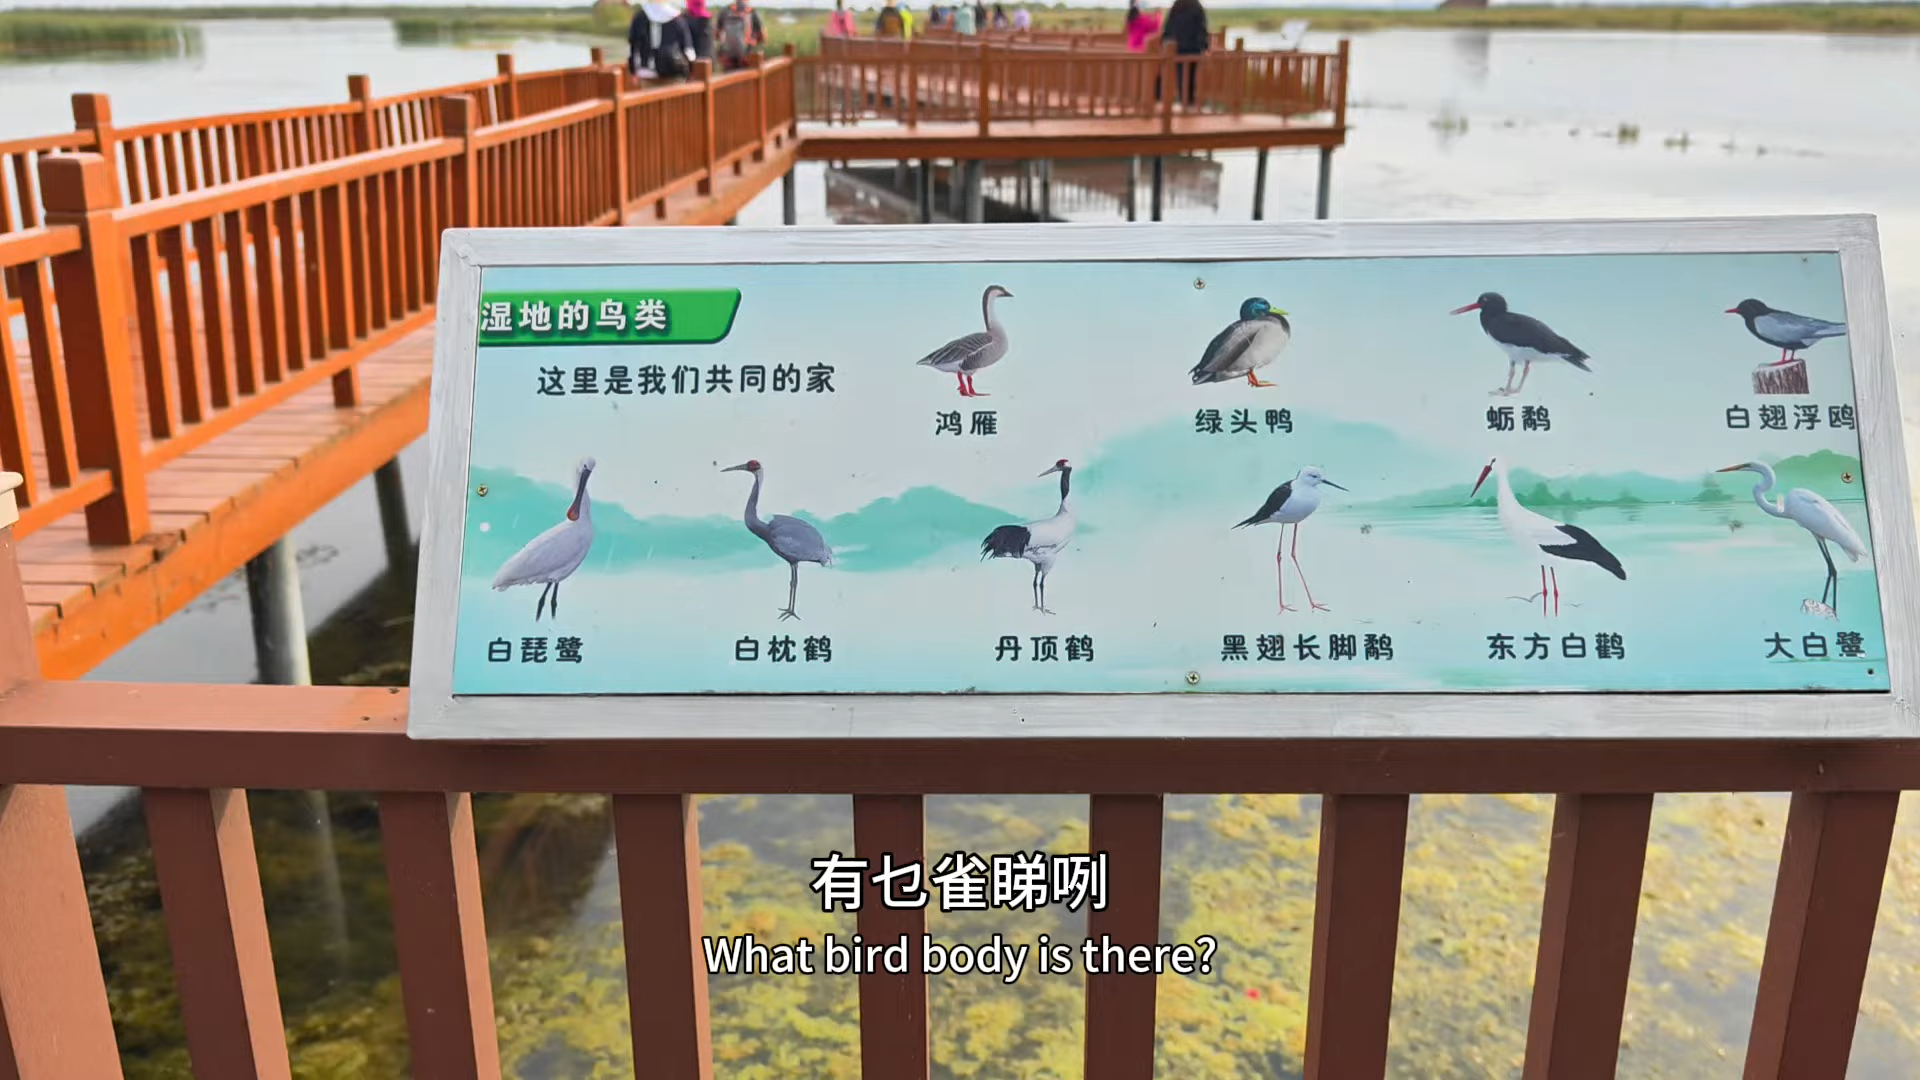 湿地的鸟类
这里是我们共同的家
鸿雁
绿头鸭
蛎鹬
白翅浮鸥
白琵鹭
白枕鹤
丹顶鹤
黑翅长脚鹬
东方白鹳
大白鹭
有乜雀睇咧
What bird body is there?